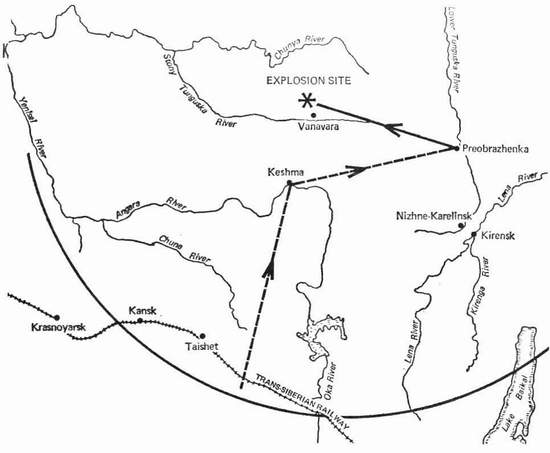 Lower Tunguska River
Chunya River
Stony
Tunguska
River
EXPLOSION SITE
Vanavara
Yenisei
River
Preobrazhenka
Keshma
Lena River
Angara River
Nizhne-Karelinsk
Kirensk
Chuna River
Kirenga River
Kansk
Krasnoyarsk
Taishet
Lena River
Oka River
TRANS-SIBERIAN RAILWAY
Lake Baikal